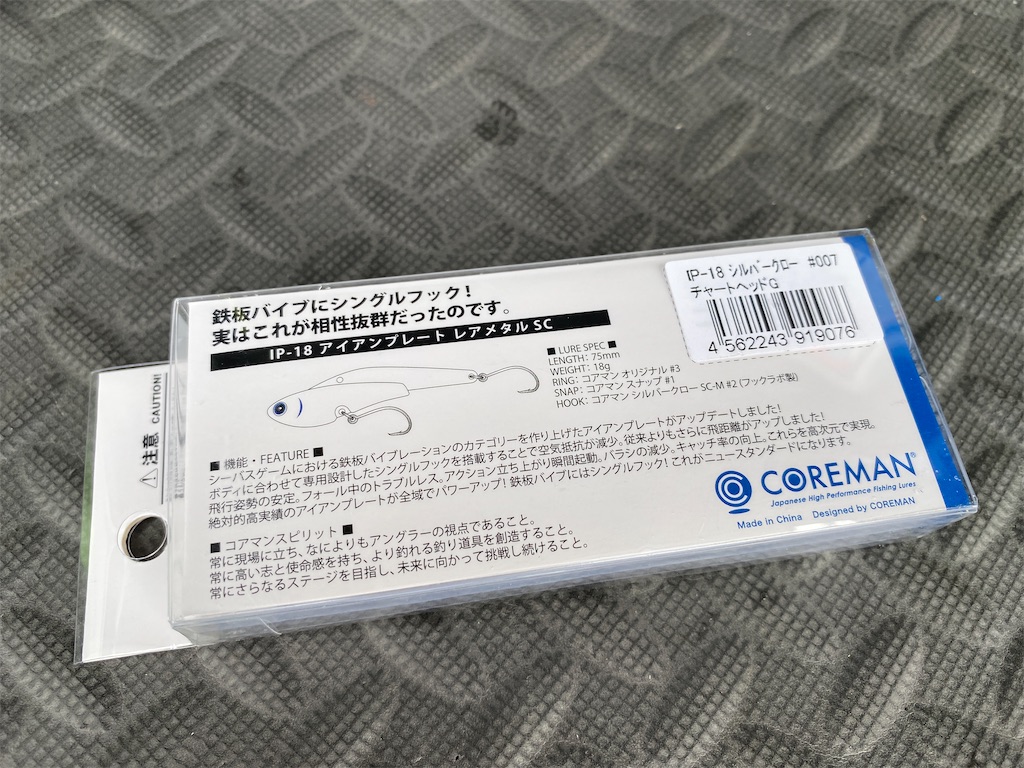 鉄板バイブにシングルフック!
実はこれが相性抜群だったのです。
IP-18 アイアンプレート レアメタル SC
■ LURE SPEC ■
LENGTH: 75mm
WEIGHT: 18g
RING: コアマン オリジナル #3
SNAP: コアマン スナップ #1
HOOK: コアマン シルバークロー SC-M #2 (フックラボ製)
IP-18 シルバークロー #007
チャートヘッドG
4 562243 919076
■ 機能・FEATURE ■
シーバスゲームにおける鉄板バイブレーションのカテゴリーを作り上げたアイアンプレートがアップデートしました!
ボディに合わせて専用設計したシングルフックを搭載することで空気抵抗が減少。従来よりもさらに飛距離がアップしました!
飛行姿勢の安定。フォール中のトラブルレス。アクション立ち上がり瞬間起動。バラシの減少。キャッチ率の向上。これらを高次元で実現。
絶対的高実績のアイアンプレートが全域でパワーアップ! 鉄板バイブにはシングルフック! これがニュースタンダードになります。
■ コアマンスピリット ■
常に現場に立ち、なによりもアングラーの視点であること。
常に高い志と使命感を持ち、より釣れる釣り道具を創造すること。
常にさらなるステージを目指し、未来に向かって挑戦し続けること。
COREMAN®
Japanese High Performance Fishing Lures
Made in China Designed by COREMAN
⚠注意 CAUTION!